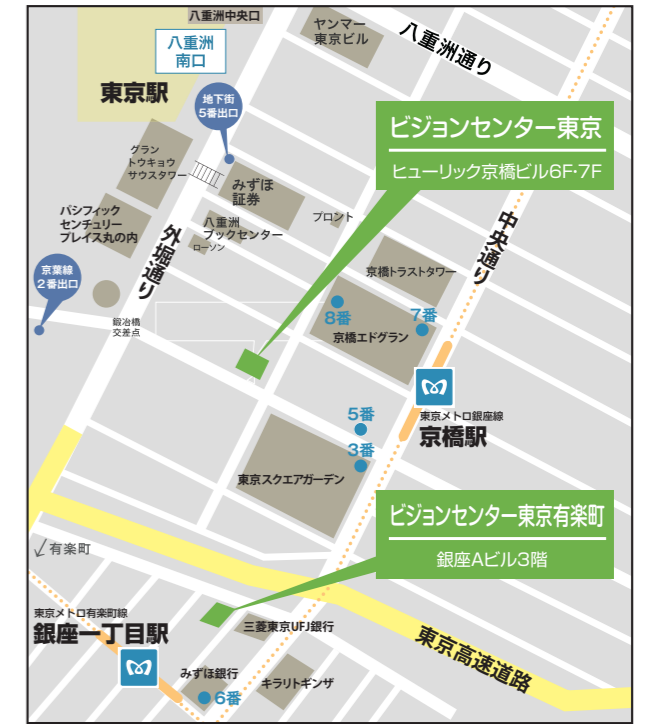 八重洲中央口
八重洲
南口
東京駅
ヤンマー
東京ビル
八重洲通り
地下街
5番出口
ビジョンセンター東京
ヒューリック京橋ビル6F・7F
グラン
トウキョウ
サウスタワー
みずほ
証券
パシフィック
センチュリー
プレイス丸の内
八重洲
ブックセンター
ローソン
プロント
外堀通り
中央通り
京橋トラストタワー
京葉線
2番出口
鍛冶橋
交差点
8番
7番
京橋エドグラン
東京メトロ銀座線
京橋駅
5番
3番
東京スクエアガーデン
ビジョンセンター東京有楽町
銀座Aビル3階
有楽町
東京メトロ有楽町線
銀座一丁目駅
三菱東京UFJ銀行
東京高速道路
みずほ銀行
キラリトギンザ
6番